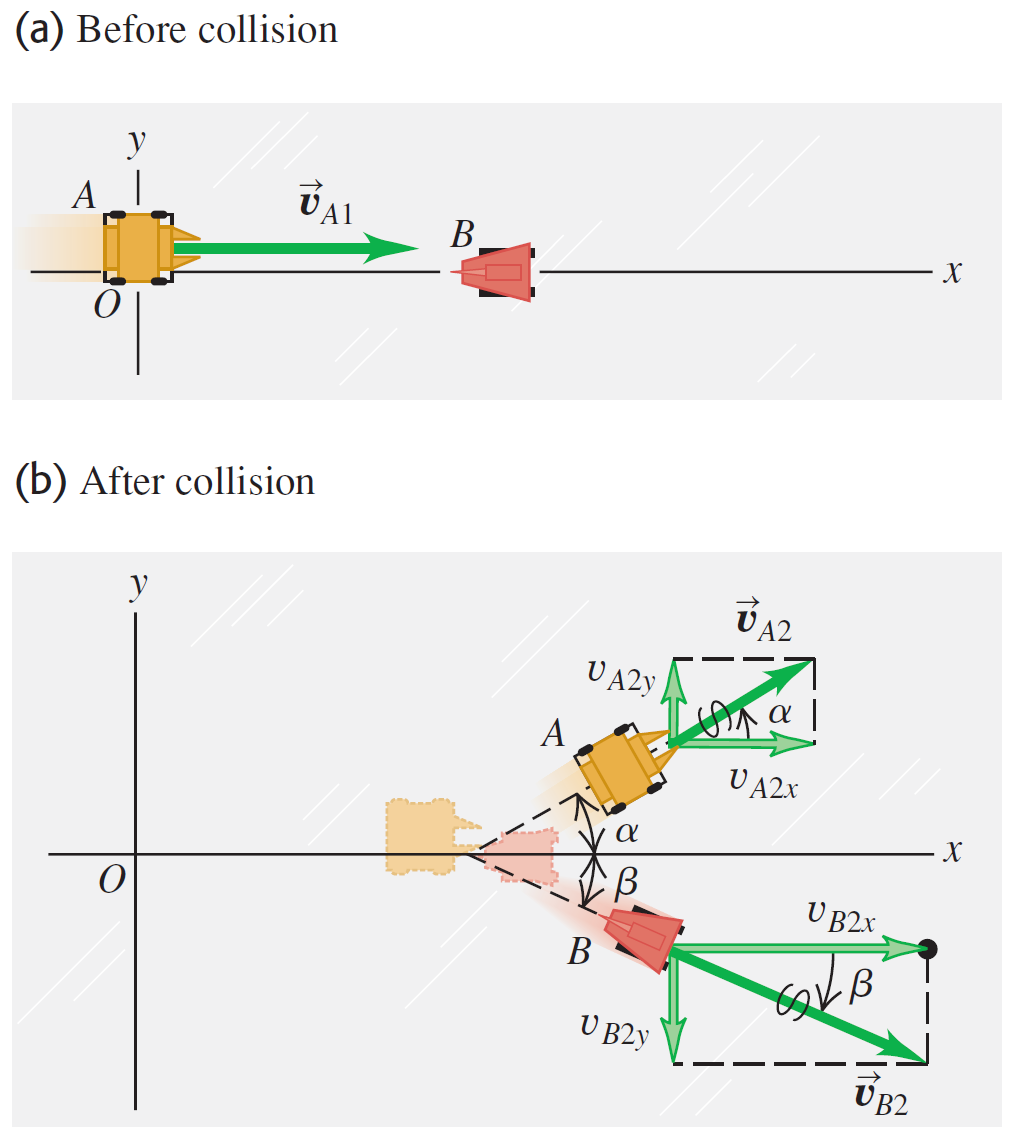 (a) Before collision
y
A
v⃗A1
B
x
O
(b) After collision
y
v⃗A2
vA2y
α
A
vA2x
α
x
O
β
vB2x
B
β
vB2y
v⃗B2